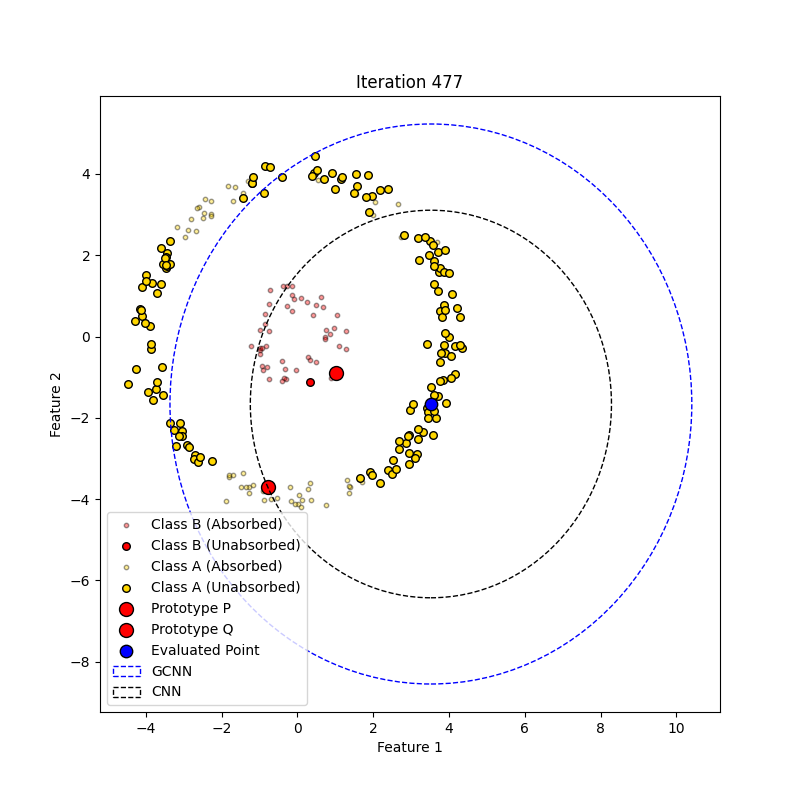 Iteration 477
Feature 2
4
2
0
−2
−4
−6
−8
Class B (Absorbed)
Class B (Unabsorbed)
Class A (Absorbed)
Class A (Unabsorbed)
Prototype P
Prototype Q
Evaluated Point
GCNN
CNN
−4 −2 0 2 4 6 8 10
Feature 1